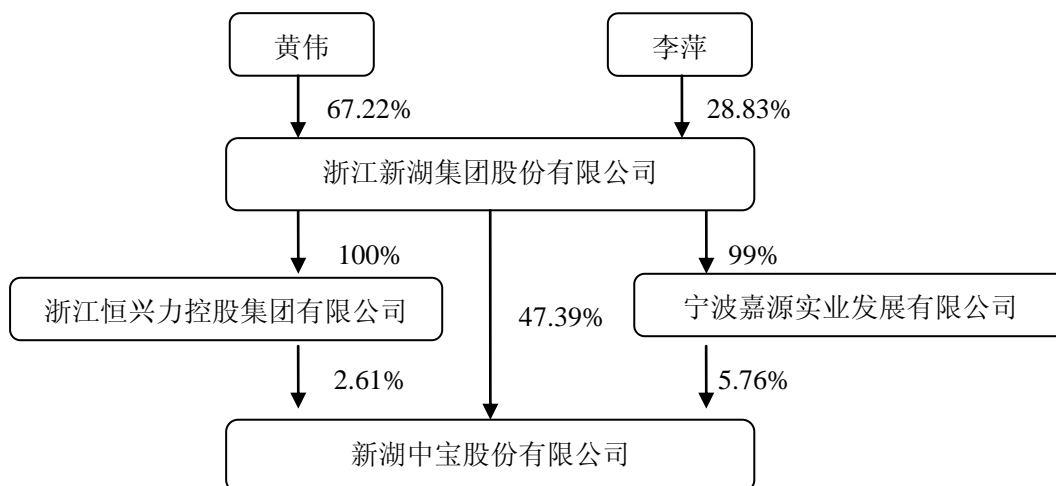 黄伟
李萍
67.22%
28.83%
浙江新湖集团股份有限公司
100%
99%
浙江恒兴力控股集团有限公司
47.39%
宁波嘉源实业发展有限公司
2.61%
5.76%
新湖中宝股份有限公司